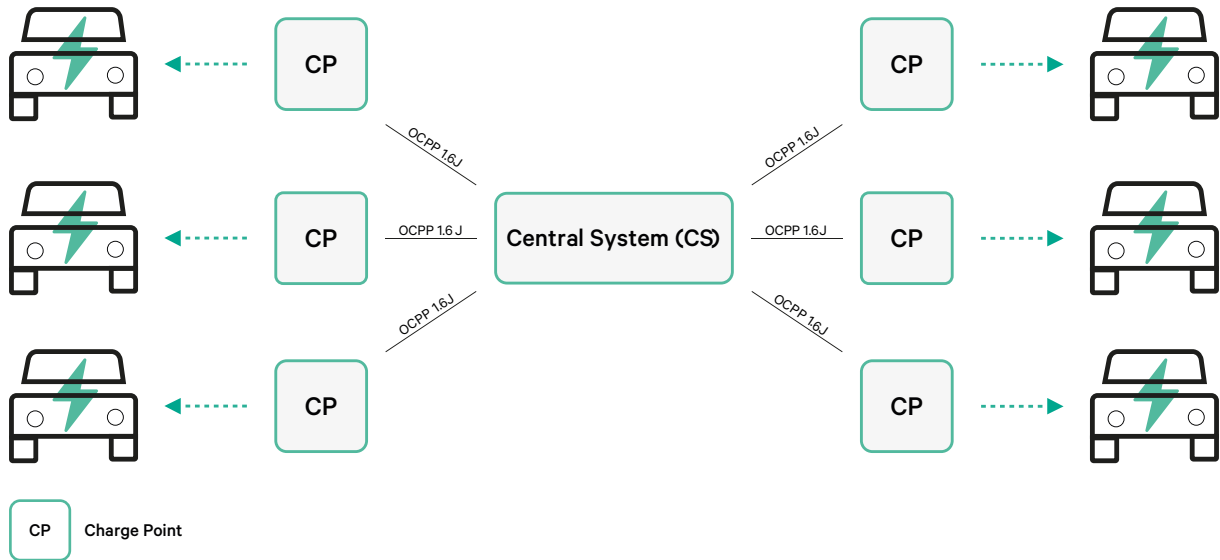 CP
CP
OCPP 1.6J
OCPP 1.6J
CP
OCPP 1.6 J
Central System (CS)
OCPP 1.6 J
CP
OCPP 1.6J
OCPP 1.6J
CP
CP
CP Charge Point